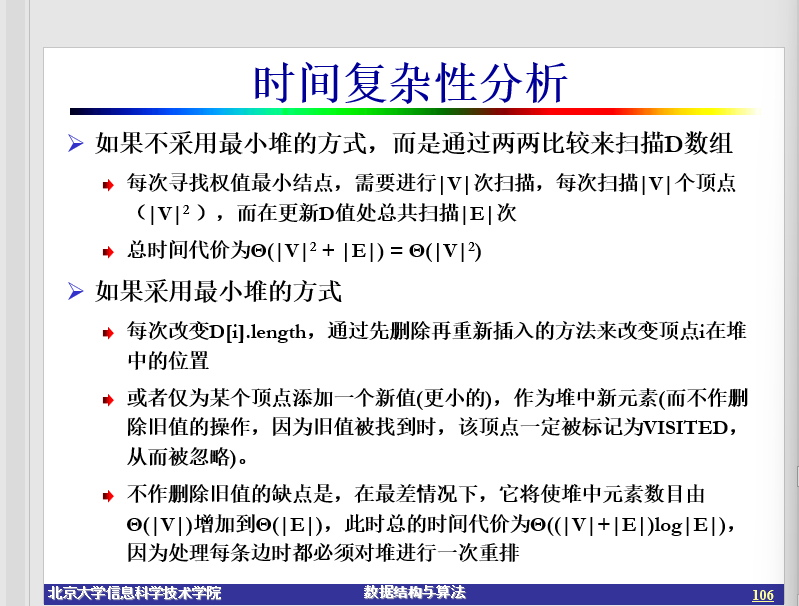 时间复杂性分析
如果不采用最小堆的方式，而是通过两两比较来扫描D数组
每次寻找权值最小结点，需要进行|V|次扫描，每次扫描|V|个顶点
（|V|²），而在更新D值处总共扫描|E|次
总时间代价为Θ(|V|² + |E|) = Θ(|V|²)
如果采用最小堆的方式
每次改变D[i].length，通过先删除再重新插入的方法来改变顶点i在堆
中的位置
或者仅为某个顶点添加一个新值(更小的)，作为堆中新元素(而不作删
除旧值的操作，因为旧值被找到时，该顶点一定被标记为VISITED，
从而被忽略)。
不作删除旧值的缺点是，在最差情况下，它将使堆中元素数目由
Θ(|V|)增加到Θ(|E|)，此时总的时间代价为Θ((|V|+|E|)log|E|)，
因为处理每条边时都必须对堆进行一次重排
北京大学信息科学技术学院 数据结构与算法 106